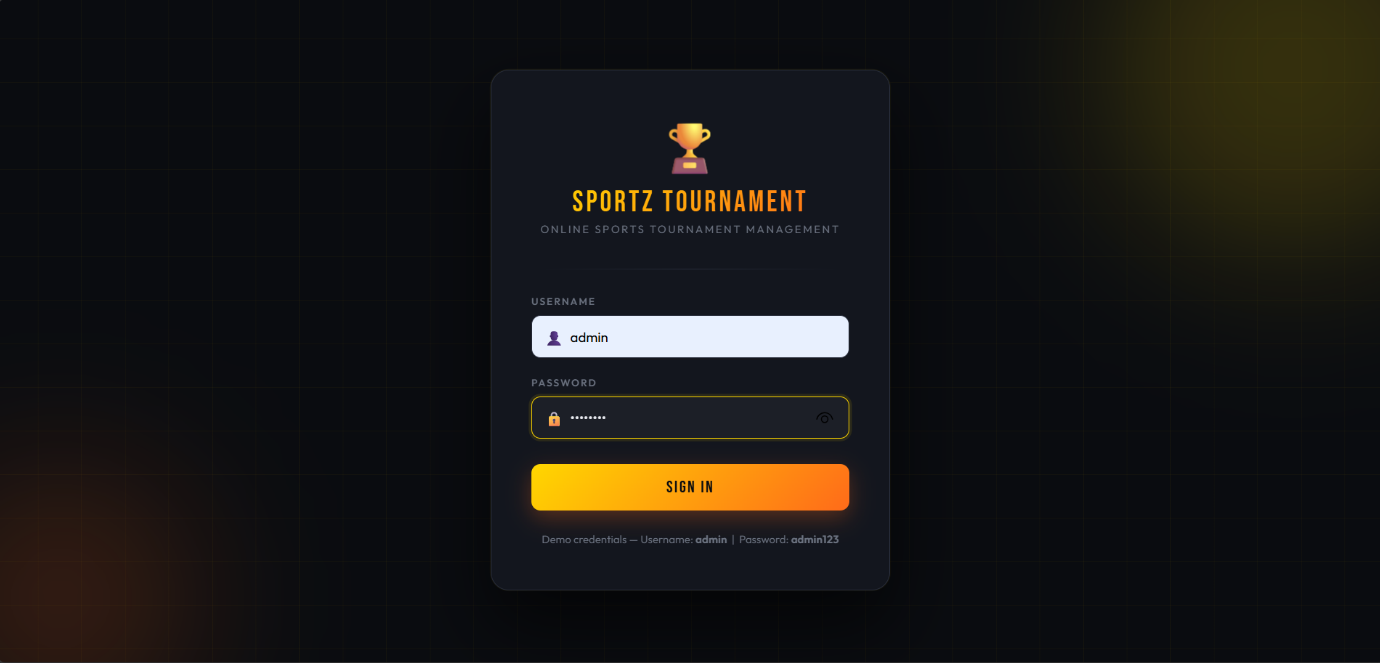 SPORTZ TOURNAMENT
ONLINE SPORTS TOURNAMENT MANAGEMENT
USERNAME
admin
PASSWORD
••••••••
SIGN IN
Demo credentials — Username: admin | Password: admin123